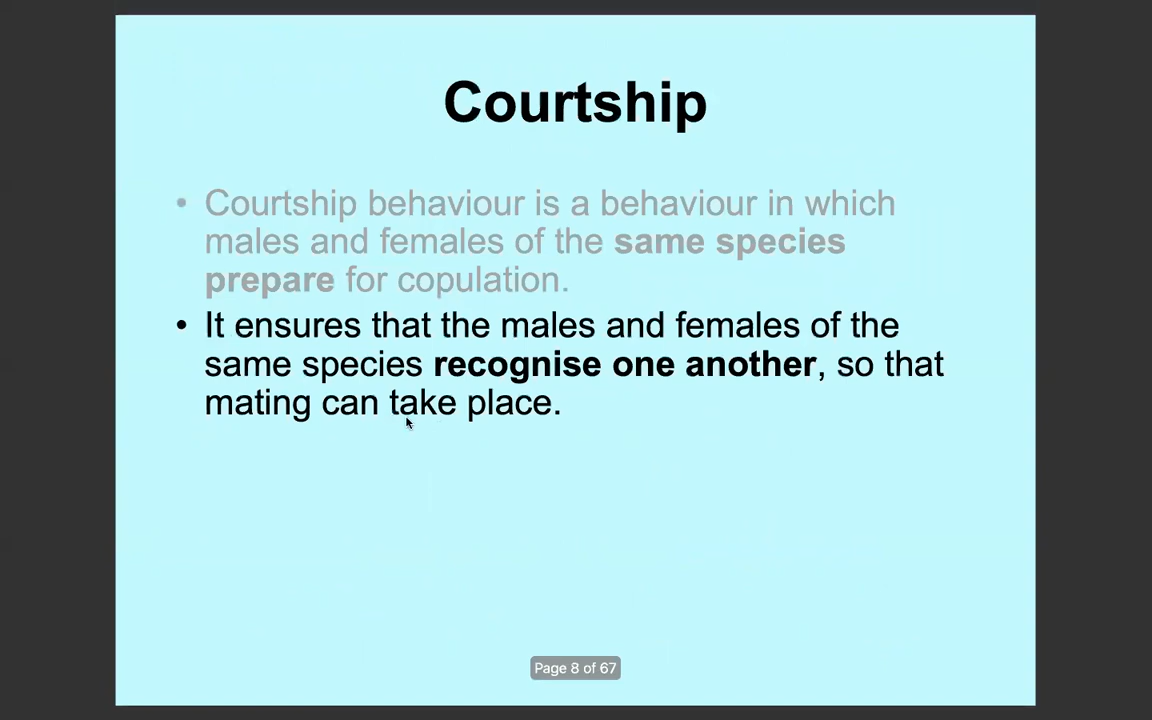 Courtship
• Courtship behaviour is a behaviour in which
males and females of the same species
prepare for copulation.
• It ensures that the males and females of the
same species recognise one another, so that
mating can take place.
Page 8 of 67